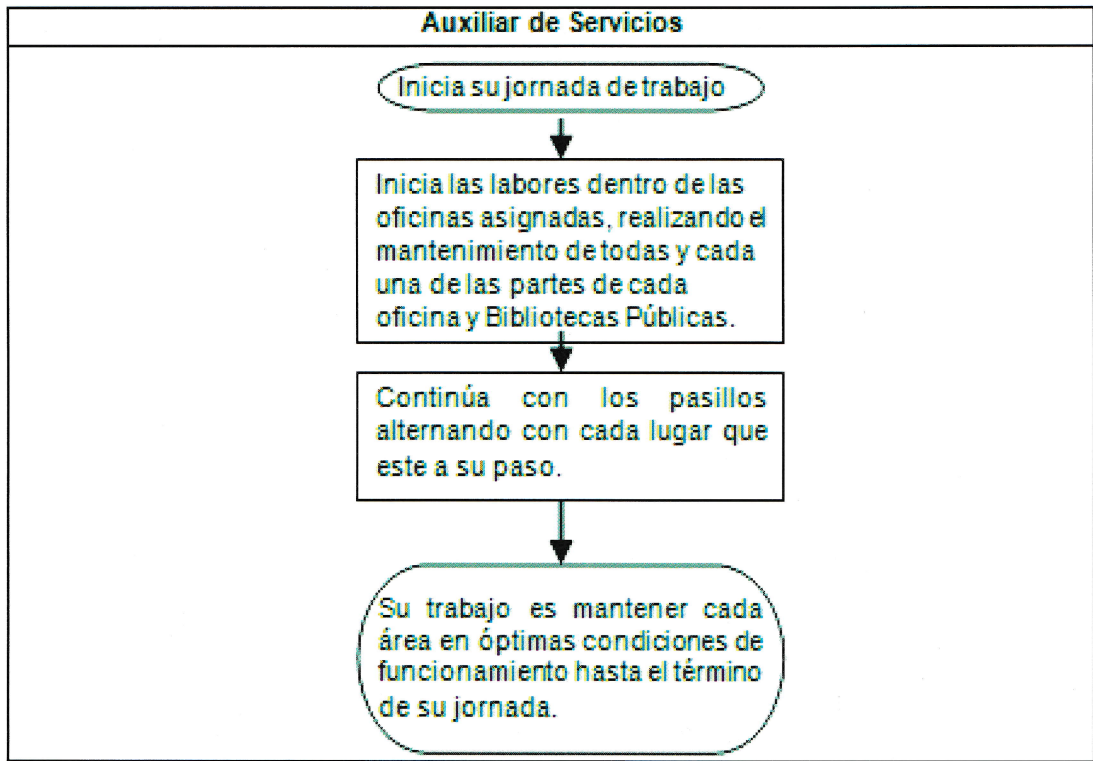 Auxiliar de Servicios
Inicia su jornada de trabajo
Inicia las labores dentro de las
oficinas asignadas, realizando el
mantenimiento de todas y cada
una de las partes de cada
oficina y Bibliotecas Públicas.
Continúa con los pasillos
alternando con cada lugar que
este a su paso.
Su trabajo es mantener cada
área en óptimas condiciones de
funcionamiento hasta el término
de su jornada.